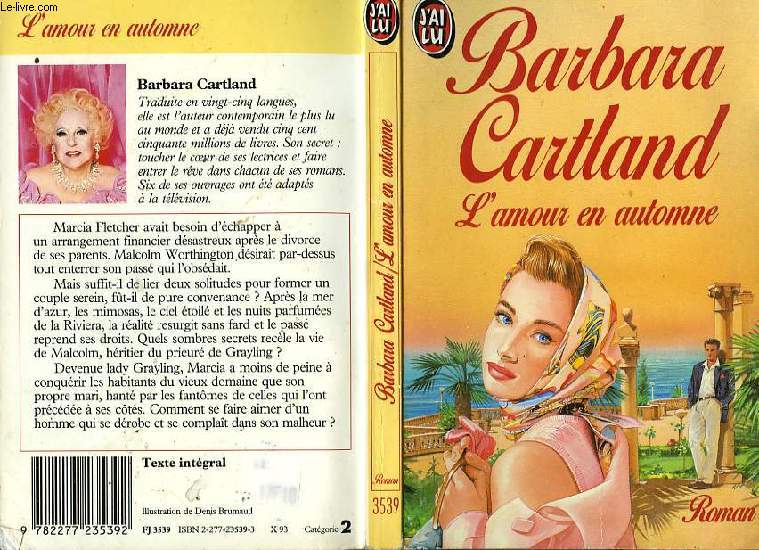 Le-livre.com
L'amour en automne
Barbara Cartland
Traduite en vingt-cinq langues,
elle est l'auteur contemporain le plus lu
au monde et a déjà vendu cinq cent
cinquante millions de livres. Son secret :
toucher le cœur de ses lectrices et faire
entrer le rêve dans chacun de ses romans.
Six de ses ouvrages ont été adaptés
à la télévision.
Marcia Fletcher avait besoin d'échapper à
un arrangement financier désastreux après le divorce
de ses parents. Malcolm Worthington désirait par-dessus
tout enterrer son passé qui l'obsédait.
Mais suffit-il de lier deux solitudes pour former un
couple serein, fût-il de pure convenance ? Après la mer
d'azur, les mimosas, le ciel étoilé et les nuits parfumées
de la Riviera, la réalité resurgit sans fard et le passé
reprend ses droits. Quels sombres secrets recèle la vie
de Malcolm, héritier du prieuré de Grayling ?
Devenue lady Grayling, Marcia a moins de peine à
conquérir les habitants du vieux domaine que son
propre mari, hanté par les fantômes de celles qui l'ont
précédée à ses côtés. Comment se faire aimer d'un
homme qui se dérobe et se complaît dans son malheur ?
Texte intégral
Illustration de Denis Brumaud
9 782277 235392
FJ 3539 ISBN 2-277-23539-3 X 93 Catégorie 2
J'AI
LU
Barbara Cartland/L'amour en automne
Roman
3539
J'AI
LU
Barbara
Cartland
L'amour en automne
Roman